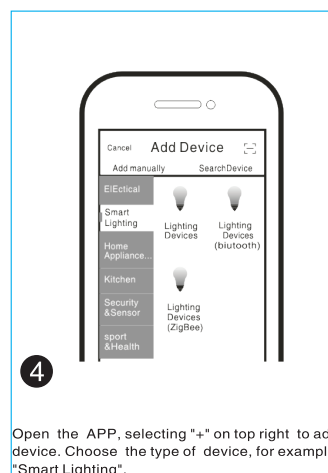 Cancel Add Device
Add manually SearchDevice
ElEctical
Smart
Lighting
Home
Appliance...
Kitchen
Security
&Sensor
sport
&Health
Lighting
Devices
Lighting
Devices
(biutooth)
Lighting
Devices
(ZigBee)
4
Open the APP, selecting "+" on top right to ad
device. Choose the type of device, for exampl
"Smart Lighting".